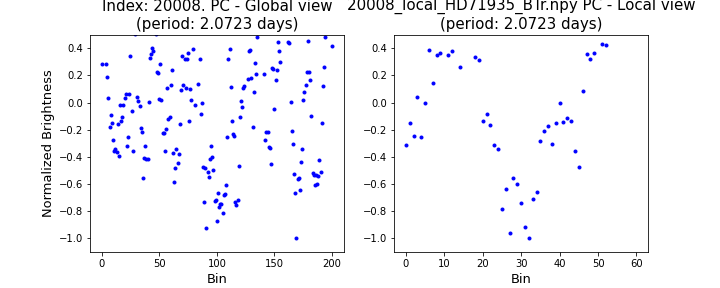 Index: 20008. PC - Global view
(period: 2.0723 days)
20008_local_HD71935_BTr.npy PC - Local view
(period: 2.0723 days)
Normalized Brightness
0.4
0.2
0.0
−0.2
−0.4
−0.6
−0.8
−1.0
0 50 100 150 200
Bin
0.4
0.2
0.0
−0.2
−0.4
−0.6
−0.8
−1.0
0 10 20 30 40 50 60
Bin